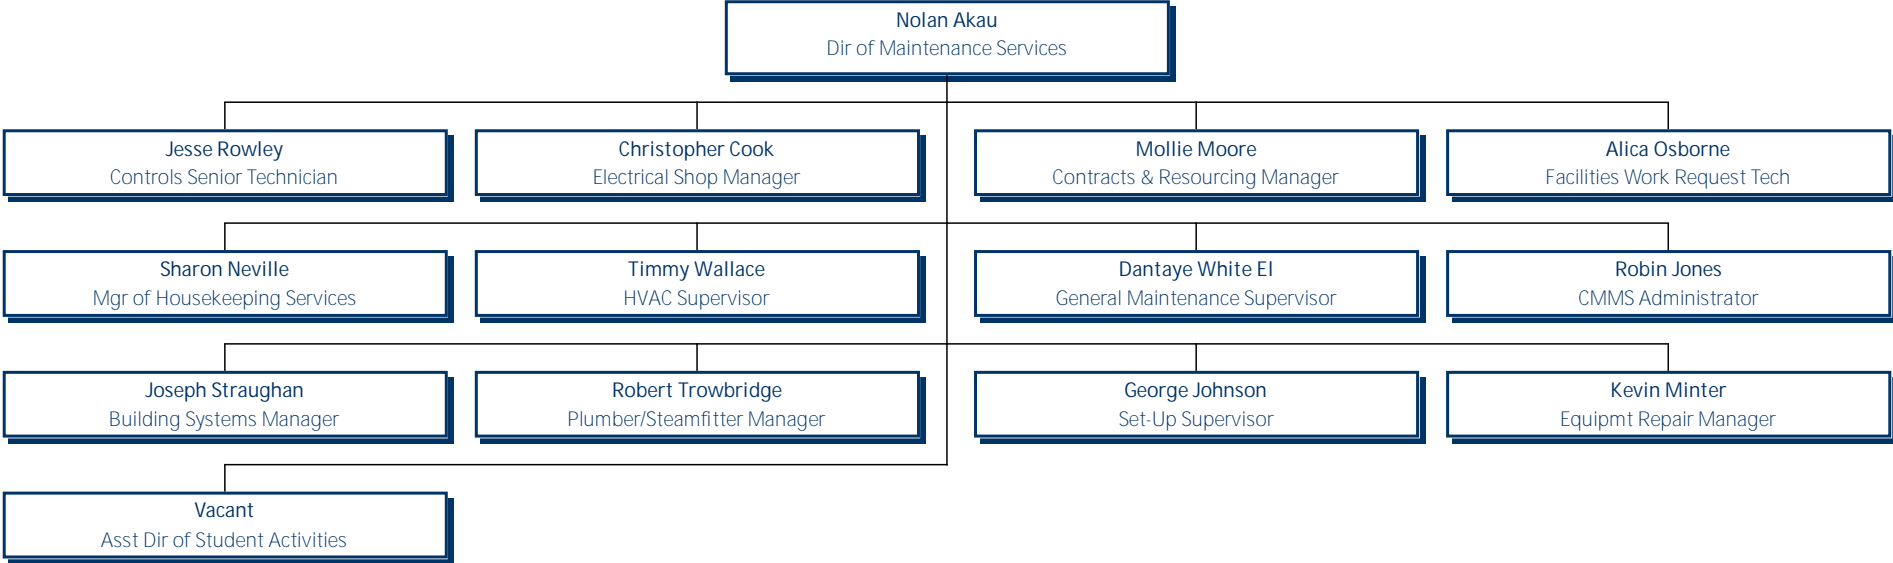 Nolan Akau
Dir of Maintenance Services
Jesse Rowley
Controls Senior Technician
Christopher Cook
Electrical Shop Manager
Mollie Moore
Contracts & Resourcing Manager
Alica Osborne
Facilities Work Request Tech
Sharon Neville
Mgr of Housekeeping Services
Timmy Wallace
HVAC Supervisor
Dantaye White El
General Maintenance Supervisor
Robin Jones
CMMS Administrator
Joseph Straughan
Building Systems Manager
Robert Trowbridge
Plumber/Steamfitter Manager
George Johnson
Set-Up Supervisor
Kevin Minter
Equipmt Repair Manager
Vacant
Asst Dir of Student Activities